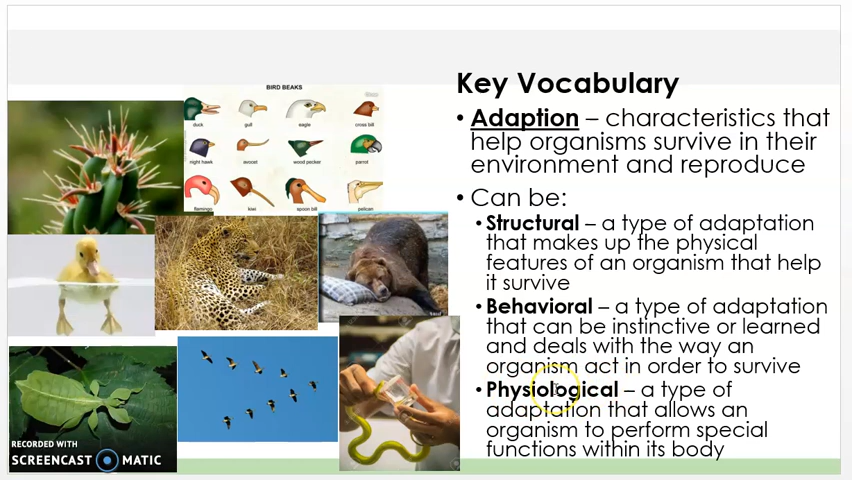 BIRD BEAKS
duck gull eagle cross bill
night hawk avocet wood pecker parrot
flamingo kiwi spoon bill pelican
Key Vocabulary
• Adaption – characteristics that
help organisms survive in their
environment and reproduce
• Can be:
• Structural – a type of adaptation
that makes up the physical
features of an organism that help
it survive
• Behavioral – a type of adaptation
that can be instinctive or learned
and deals with the way an
organism act in order to survive
• Physiological – a type of
adaptation that allows an
organism to perform special
functions within its body
RECORDED WITH
SCREENCAST MATIC